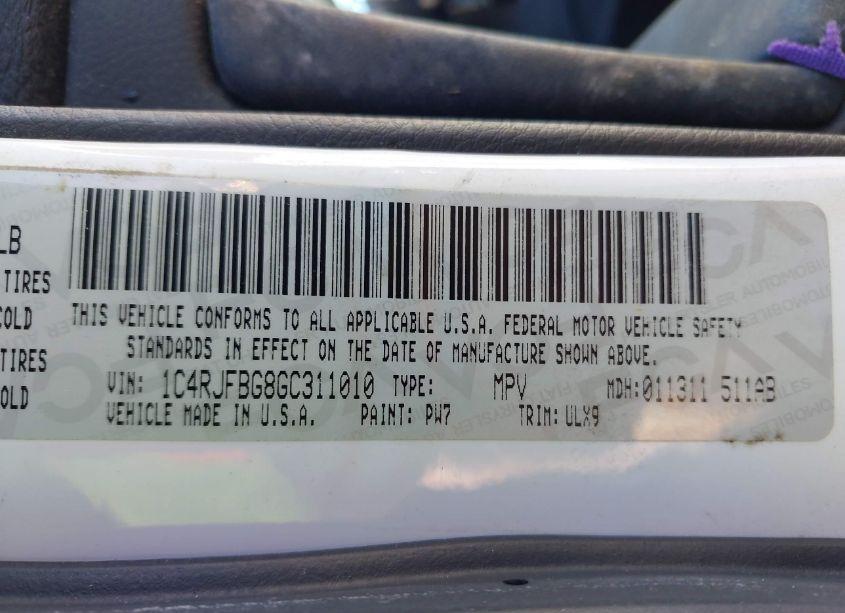 LB
TIRES
COLD
TIRES
OLD
THIS VEHICLE CONFORMS TO ALL APPLICABLE U.S.A. FEDERAL MOTOR VEHICLE SAFETY
STANDARDS IN EFFECT ON THE DATE OF MANUFACTURE SHOWN ABOVE.
VIN: 1C4RJFBG8GC311010 TYPE: MPV MDH:011311 511AB
VEHICLE MADE IN U.S.A. PAINT: PW7 TRIM: ULX9